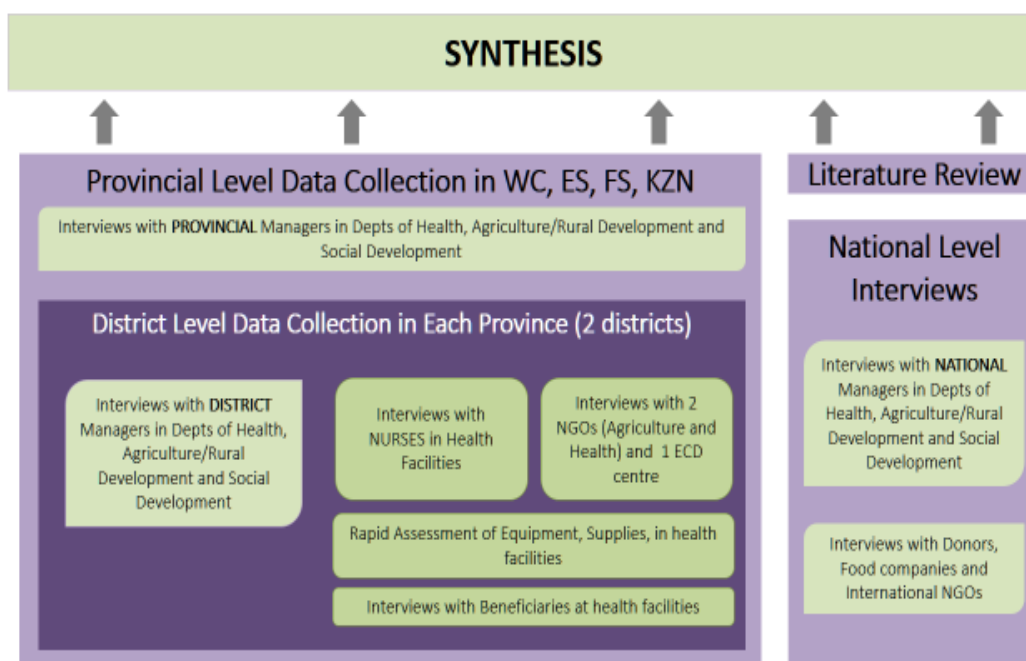 SYNTHESIS
Provincial Level Data Collection in WC, ES, FS, KZN
Interviews with PROVINCIAL Managers in Depts of Health, Agriculture/Rural Development and
Social Development
District Level Data Collection in Each Province (2 districts)
Interviews with DISTRICT
Managers in Depts of Health,
Agriculture/Rural
Development and Social
Development
Interviews with
NURSES in Health
Facilities
Interviews with 2
NGOs (Agriculture and
Health) and 1 ECD
centre
Rapid Assessment of Equipment, Supplies, in health
facilities
Interviews with Beneficiaries at health facilities
Literature Review
National Level
Interviews
Interviews with NATIONAL
Managers in Depts of
Health, Agriculture/Rural
Development and Social
Development
Interviews with Donors,
Food companies and
International NGOs